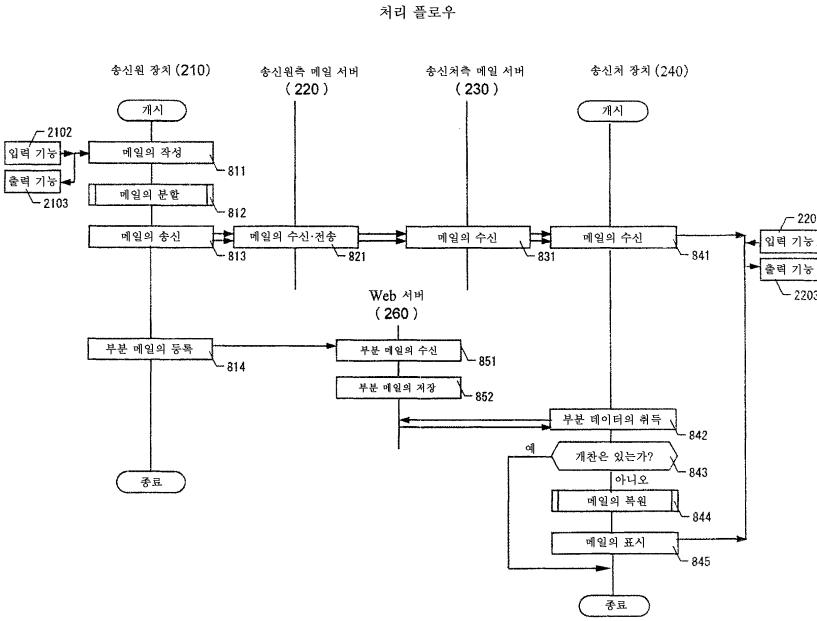 처리 플로우
송신원 장치(210)
송신원측 메일 서버
(220)
송신처측 메일 서버
(230)
송신처 장치(240)
개시
개시
2102
입력 기능
메일의 작성
811
출력 기능
2103
메일의 분할
812
메일의 송신
813
메일의 수신·전송
821
메일의 수신
831
메일의 수신
841
220
입력 기능
출력 기능
2203
Web 서버
(260)
부분 메일의 등록
814
부분 메일의 수신
851
부분 메일의 저장
852
부분 데이터의 취득
842
예
개찬은 있는가?
843
아니오
종료
메일의 복원
844
메일의 표시
845
종료